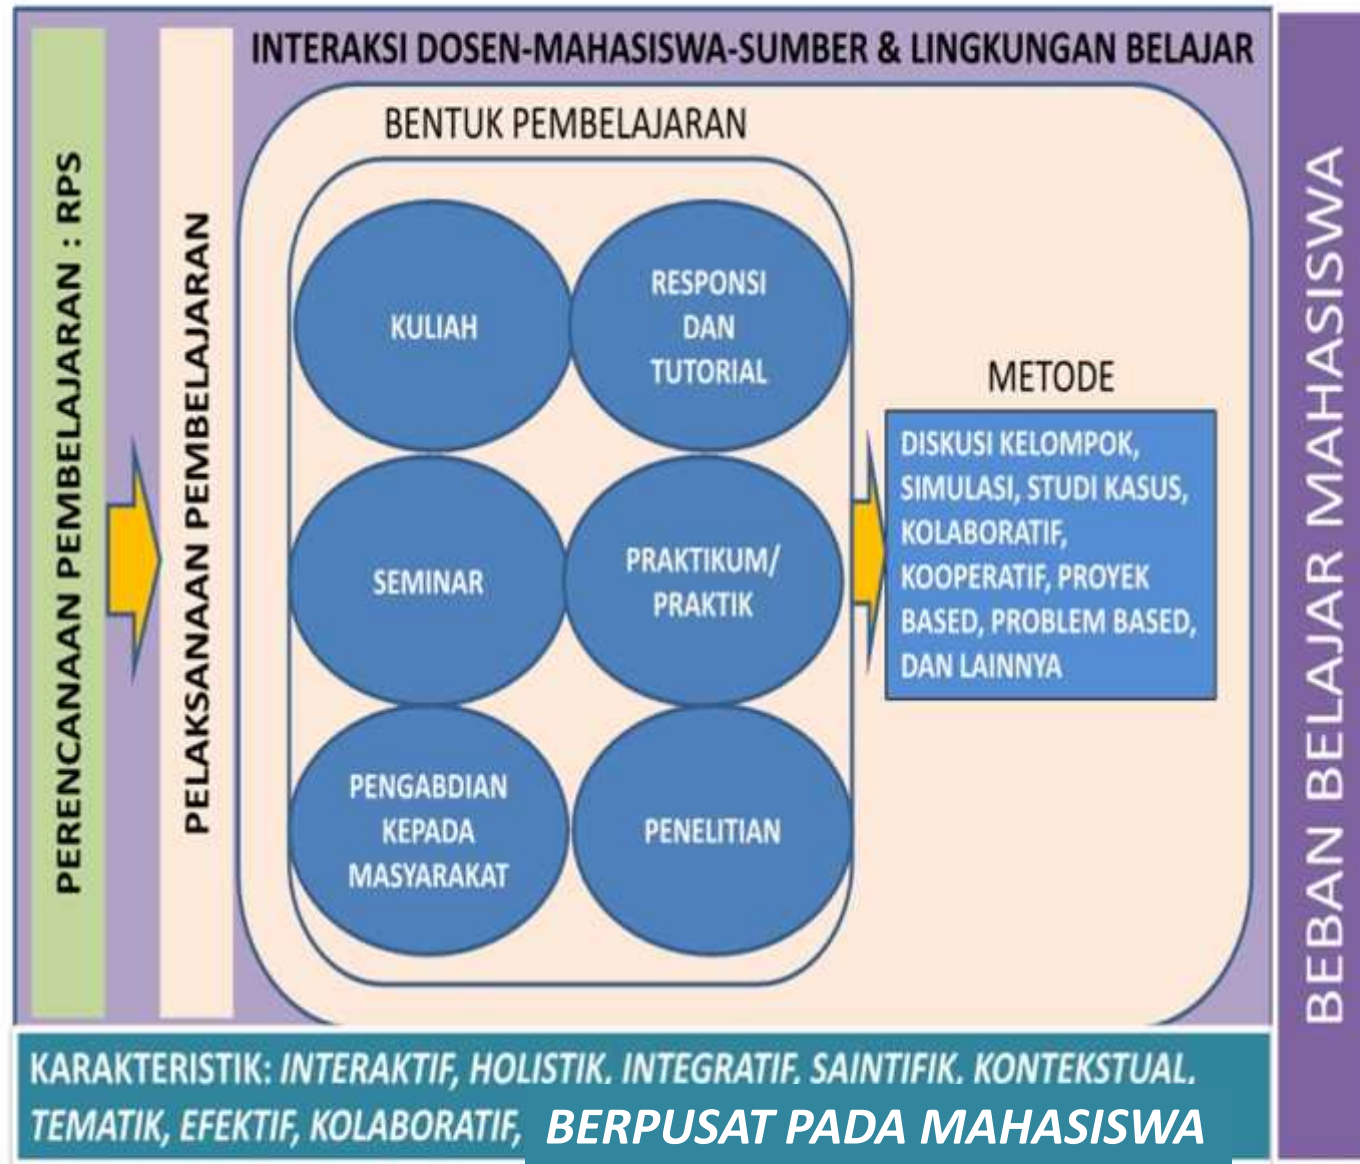 PERENCANAAN PEMBELAJARAN : RPS
PELAKSANAAN PEMBELAJARAN
INTERAKSI DOSEN-MAHASISWA-SUMBER & LINGKUNGAN BELAJAR
BENTUK PEMBELAJARAN
KULIAH
RESPONSI
DAN
TUTORIAL
SEMINAR
PRAKTIKUM/
PRAKTIK
PENGABDIAN
KEPADA
MASYARAKAT
PENELITIAN
METODE
DISKUSI KELOMPOK,
SIMULASI, STUDI KASUS,
KOLABORATIF,
KOOPERATIF, PROYEK
BASED, PROBLEM BASED,
DAN LAINNYA
BEBAN BELAJAR MAHASISWA
KARAKTERISTIK: INTERAKTIF, HOLISTIK, INTEGRATIF, SAINTIFIK, KONTEKSTUAL,
TEMATIK, EFEKTIF, KOLABORATIF, BERPUSAT PADA MAHASISWA